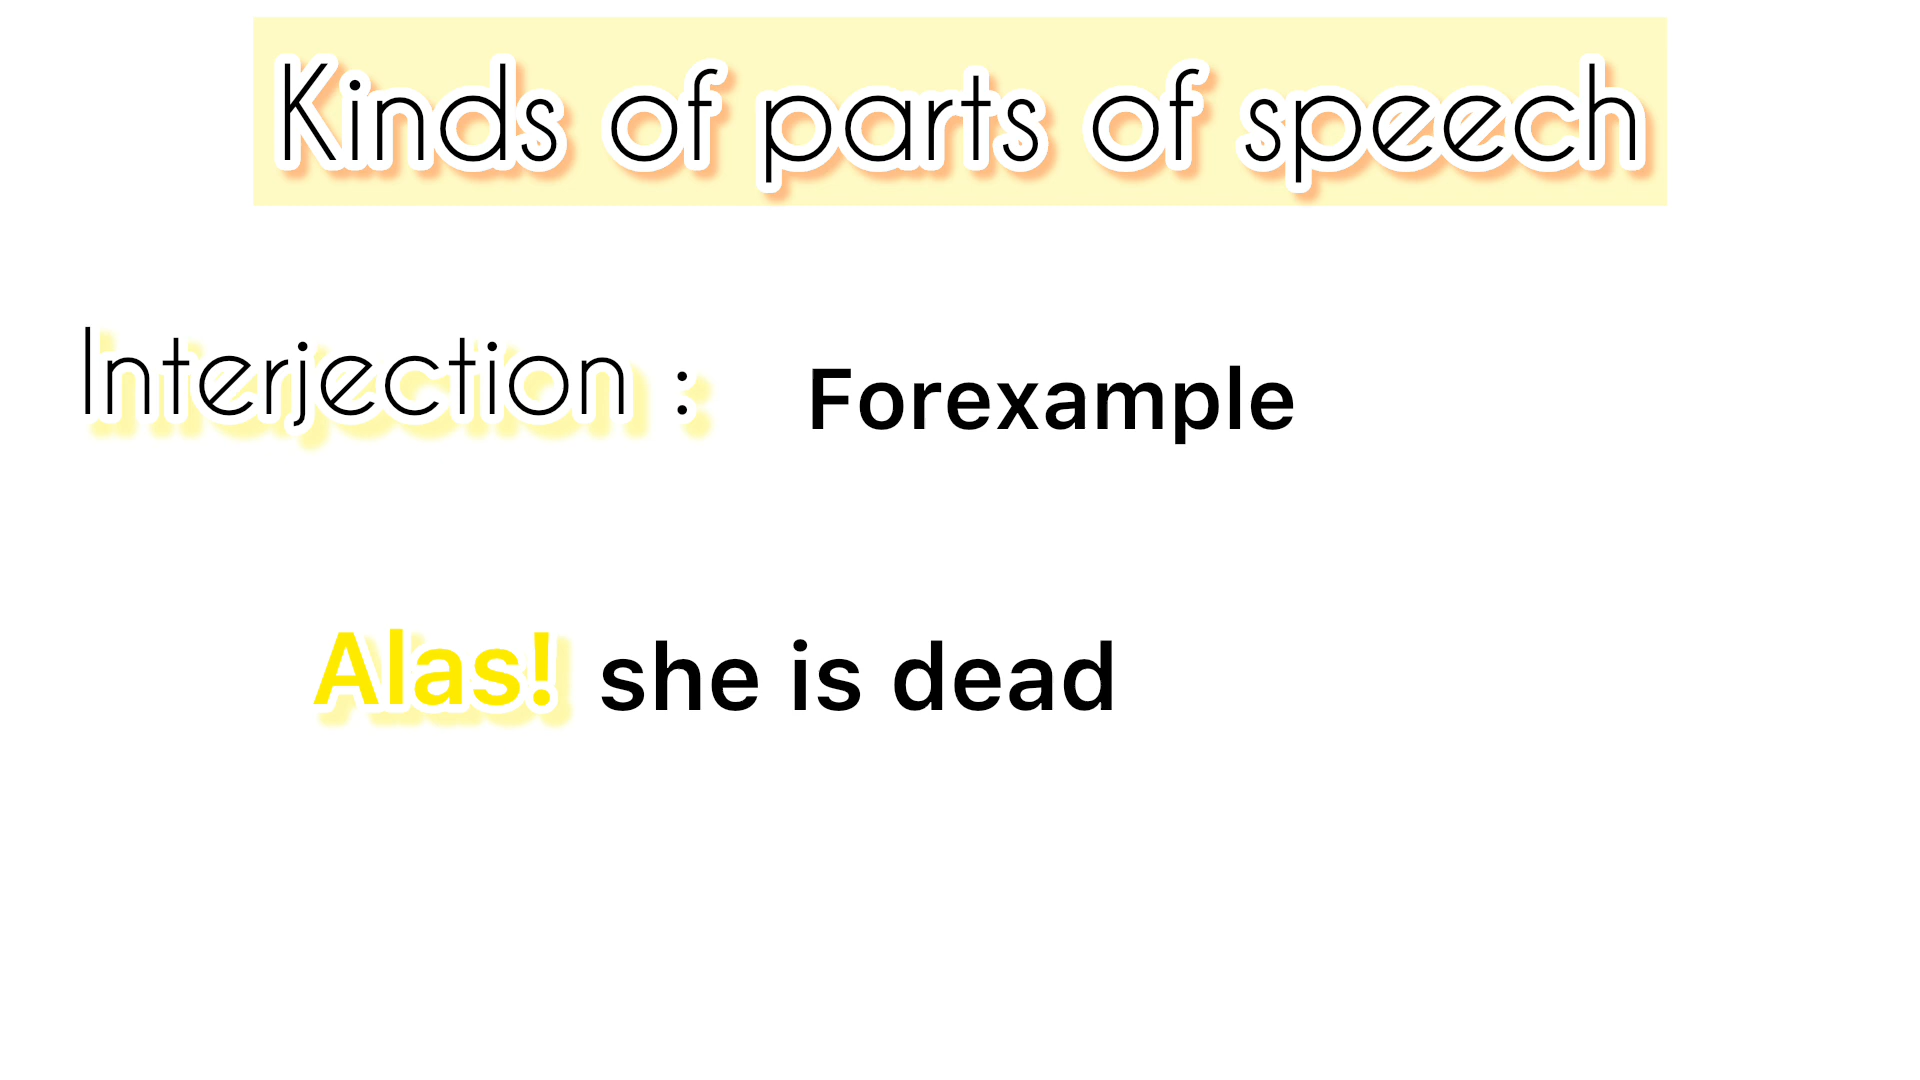 Kinds of parts of speech
Interjection : Forexample
Alas! she is dead